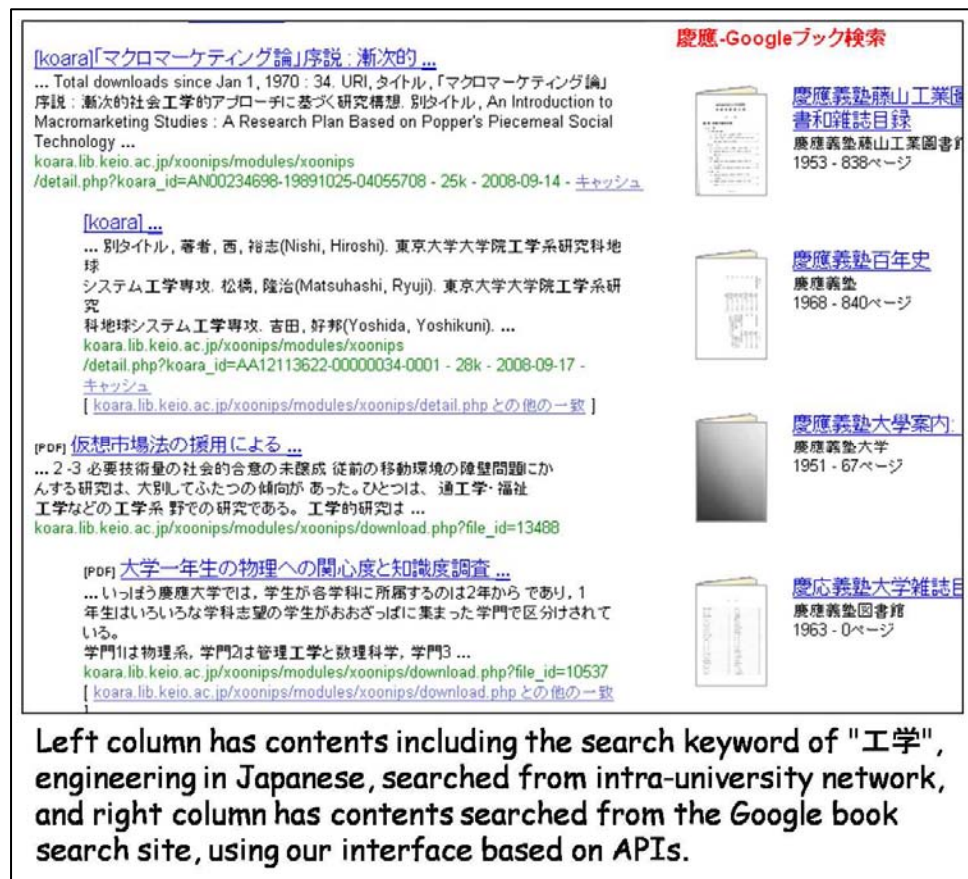 [koara]「マクロマーケティング論」序説 : 漸次的 ...
... Total downloads since Jan 1, 1970 : 34. URI, タイトル, 「マクロマーケティング論」
序説 : 漸次的社会工学的アプローチに基づく研究構想. 別タイトル, An Introduction to
Macromarketing Studies : A Research Plan Based on Popper's Piecemeal Social
Technology ...
koara.lib.keio.ac.jp/xoonips/modules/xoonips
/detail.php?koara_id=AN00234698-19891025-04055708 - 25k - 2008-09-14 - キャッシュ
[koara] ...
... 別タイトル, 著者, 西, 裕志(Nishi, Hiroshi). 東京大学大学院工学系研究科地
球
システム工学専攻. 松橋, 隆治(Matsuhashi, Ryuji). 東京大学大学院工学系研
究
科地球システム工学専攻. 吉田, 好邦(Yoshida, Yoshikuni). ...
koara.lib.keio.ac.jp/xoonips/modules/xoonips
/detail.php?koara_id=AA12113622-00000034-0001 - 28k - 2008-09-17 -
キャッシュ
[ koara.lib.keio.ac.jp/xoonips/modules/xoonips/detail.php との他の一致 ]
[PDF] 仮想市場法の援用による ...
... 2 -3 必要技術量の社会的合意の未醸成 従前の移動環境の障壁問題にか
んする研究は、大別してふたつの傾向が あった。ひとつは、 通工学・福祉
工学などの工学系 野での研究である。 工学的研究は ...
koara.lib.keio.ac.jp/xoonips/modules/xoonips/download.php?file_id=13488
[PDF] 大学一年生の物理への関心度と知識度調査 ...
... いっぽう慶應大学では, 学生が各学科に所属するのは2年から であり, 1
年生はいろいろな学科志望の学生がおおざっぱに集まった学門で区分けされて
いる。
学門1は物理系, 学門2は管理工学と数理科学, 学門3 ...
koara.lib.keio.ac.jp/xoonips/modules/xoonips/download.php?file_id=10537
[ koara.lib.keio.ac.jp/xoonips/modules/xoonips/download.php との他の一致
]
慶應-Googleブック検索
慶應義塾藤山工業圖
書和雑誌目録
慶應義塾藤山工業圖書館
1953 - 838ページ
慶應義塾百年史
慶應義塾
1968 - 840ページ
慶應義塾大學案内:
慶應義塾大学
1951 - 67ページ
慶応義塾大学雑誌目
慶應義塾図書館
1963 - 0ページ
Left column has contents including the search keyword of "工学",
engineering in Japanese, searched from intra-university network,
and right column has contents searched from the Google book
search site, using our interface based on APIs.